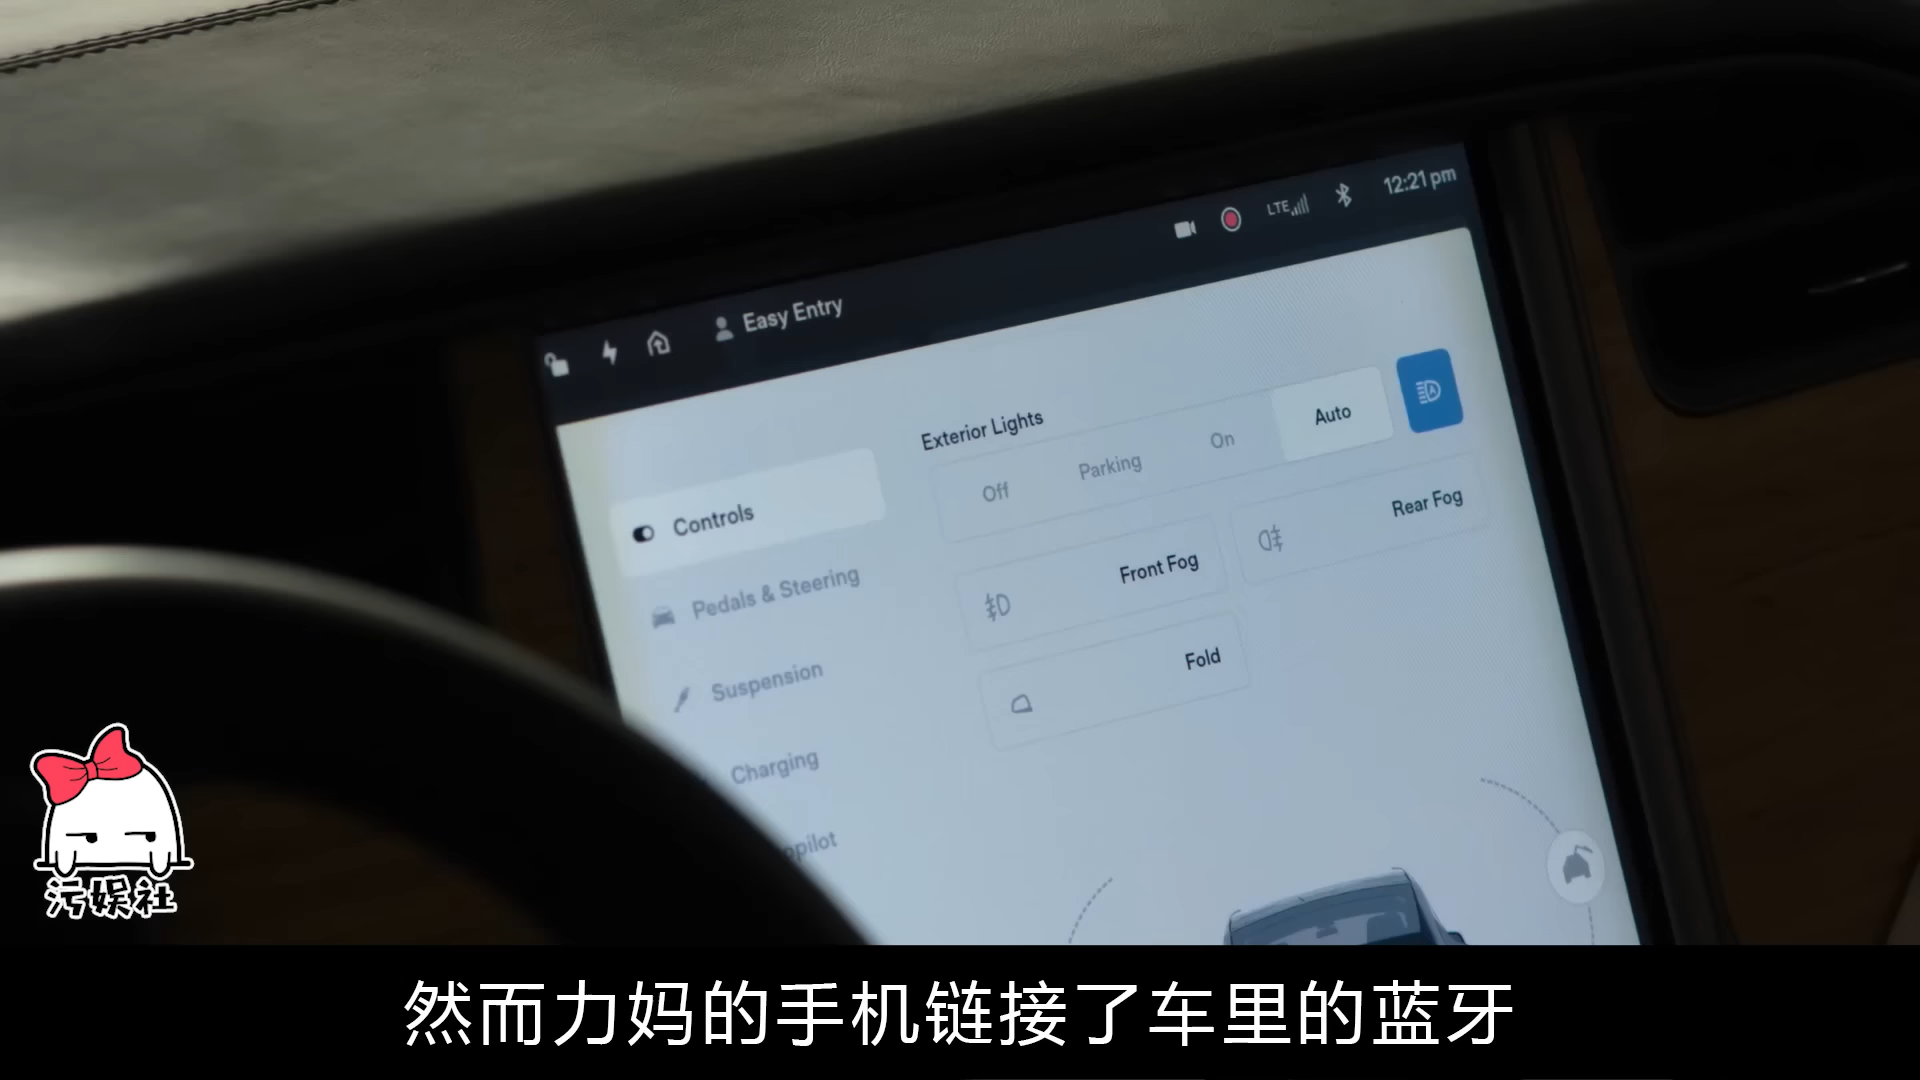 12:21 pm
LTE
Easy Entry
Exterior Lights
Off
Parking
On
Auto
Controls
Front Fog
Rear Fog
Pedals & Steering
Fold
Suspension
Charging
opilot
污娱社
然而力妈的手机链接了车里的蓝牙